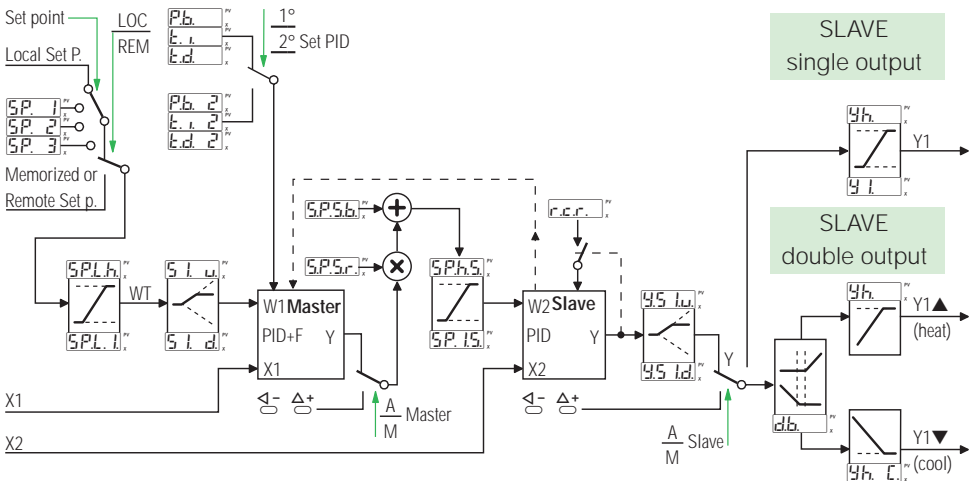 Set point
LOC
REM
P.b.
t. i.
t.d.
1°
2° Set PID
P.b. 2
t. i. 2
t.d. 2
Local Set P.
SP. 1
SP. 2
SP. 3
Memorized or
Remote Set p.
SLAVE
single output
Yh.
Y1
Y l.
SLAVE
double output
S.P.S.b.
+
S.P.S.r.
×
r.c.r.
SP.L.h.
WT
SP.L. l.
S l. u.
S l. d.
W1 Master
PID+F
Y
X1
SP.h.S.
SP. l.S.
W2 Slave
PID
Y
X2
Y.S l.u.
Y.S l.d.
Y
Yh.
Y1▲
(heat)
d.b.
Y1▼
(cool)
Yh. C.
X1
X2
A
M
Master
A
M
Slave